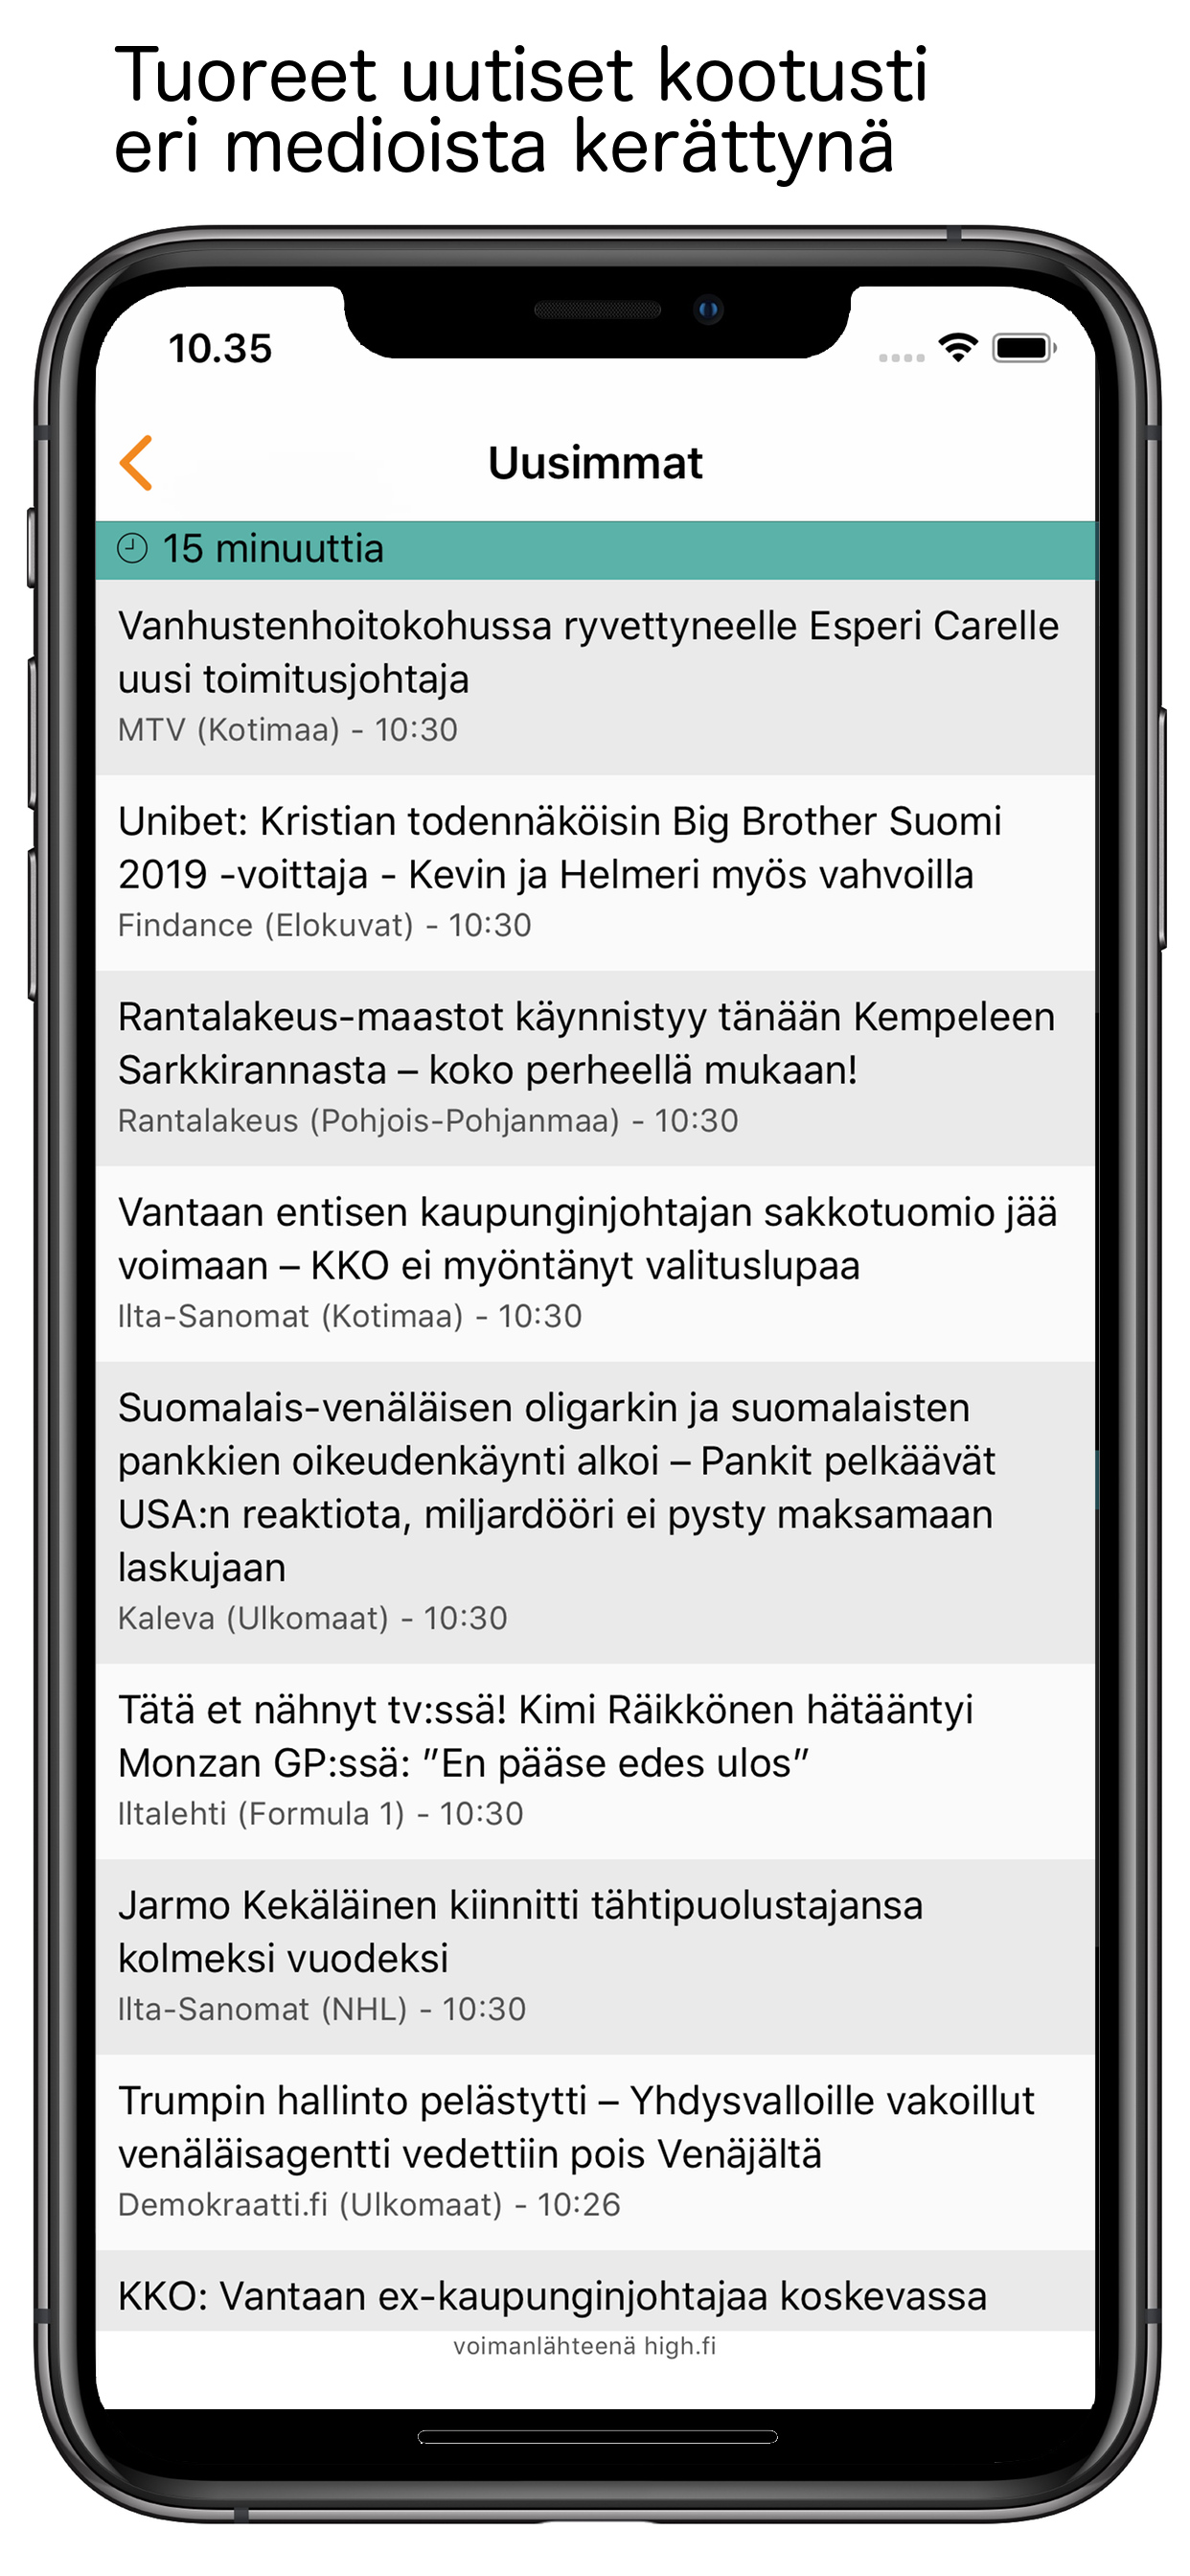 Tuoreet uutiset kootusti
eri medioista kerättynä
10.35
Uusimmat
15 minuuttia
Vanhustenhoitokohussa ryvettyneelle Esperi Carelle
uusi toimitusjohtaja
MTV (Kotimaa) - 10:30
Unibet: Kristian todennäköisin Big Brother Suomi
2019 -voittaja - Kevin ja Helmeri myös vahvoilla
Findance (Elokuvat) - 10:30
Rantalakeus-maastot käynnistyy tänään Kempeleen
Sarkkirannasta – koko perheellä mukaan!
Rantalakeus (Pohjois-Pohjanmaa) - 10:30
Vantaan entisen kaupunginjohtajan sakkotuomio jää
voimaan – KKO ei myöntänyt valituslupaa
Ilta-Sanomat (Kotimaa) - 10:30
Suomalais-venäläisen oligarkin ja suomalaisten
pankkien oikeudenkäynti alkoi – Pankit pelkäävät
USA:n reaktiota, miljardööri ei pysty maksamaan
laskujaan
Kaleva (Ulkomaat) - 10:30
Tätä et nähnyt tv:ssä! Kimi Räikkönen hätääntyi
Monzan GP:ssä: ”En pääse edes ulos”
Iltalehti (Formula 1) - 10:30
Jarmo Kekäläinen kiinnitti tähtipuolustajansa
kolmeksi vuodeksi
Ilta-Sanomat (NHL) - 10:30
Trumpin hallinto pelästytti – Yhdysvalloille vakoillut
venäläisagentti vedettiin pois Venäjältä
Demokraatti.fi (Ulkomaat) - 10:26
KKO: Vantaan ex-kaupunginjohtajaa koskevassa
voimanlähteenä high.fi